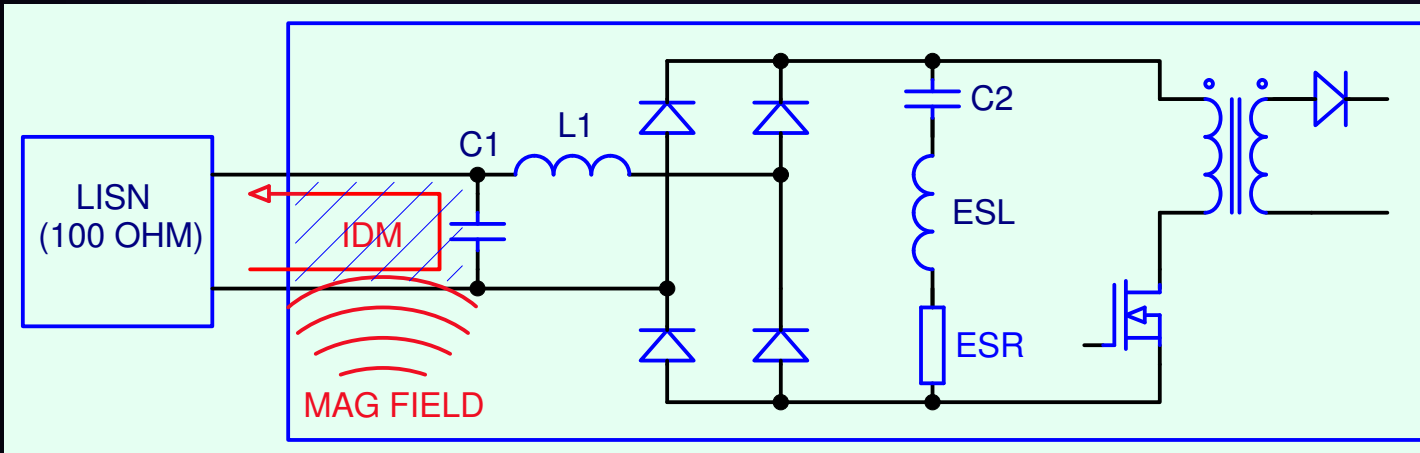 C1
L1
C2
LISN
(100 OHM)
IDM
ESL
ESR
MAG FIELD